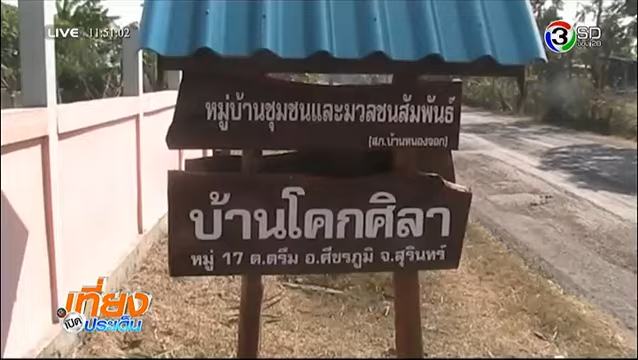 LIVE 11:51:02
3 SD
ช่อง 28
หมู่บ้านชุมชนและมวลชนสัมพันธ์
(สภ.บ้านหนองจอก)
บ้านโคกศิลา
หมู่ 17 ต.ตรึม อ.ศีขรภูมิ จ.สุรินทร์
เที่ยง
เปิด
ประเด็น